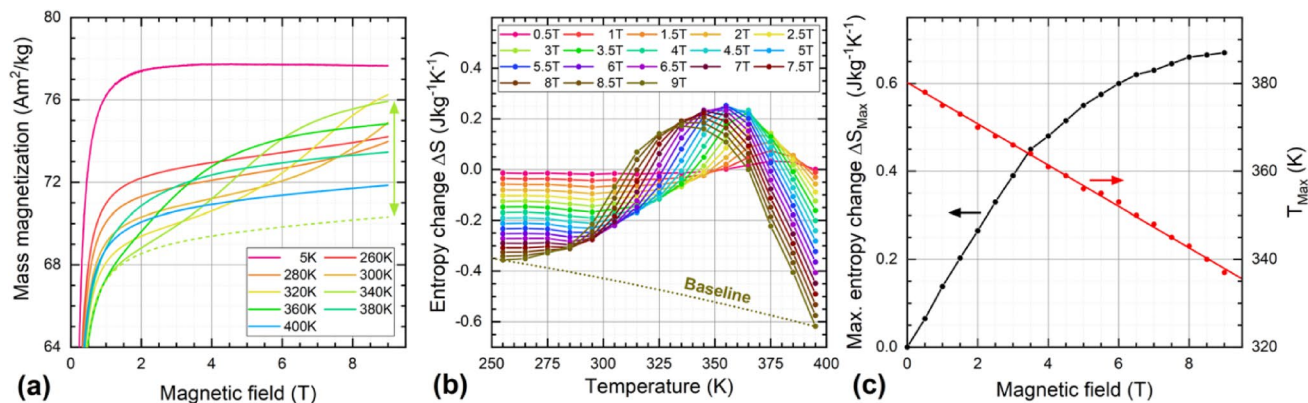 80
76
72
68
64
Mass magnetization (Am²/kg)
5K 260K
280K 300K
320K 340K
360K 380K
400K
0 2 4 6 8
(a) Magnetic field (T)
0.6
0.4
0.2
0.0
-0.2
-0.4
-0.6
Entropy change ΔS (Jkg⁻¹K⁻¹)
0.5T 1T 1.5T 2T 2.5T
3T 3.5T 4T 4.5T 5T
5.5T 6T 6.5T 7T 7.5T
8T 8.5T 9T
Baseline
250 275 300 325 350 375 400
(b) Temperature (K)
0.6
0.4
0.2
0.0
Max. entropy change ΔS_Max (Jkg⁻¹K⁻¹)
380
360
340
320
T_Max (K)
0 2 4 6 8
(c) Magnetic field (T)